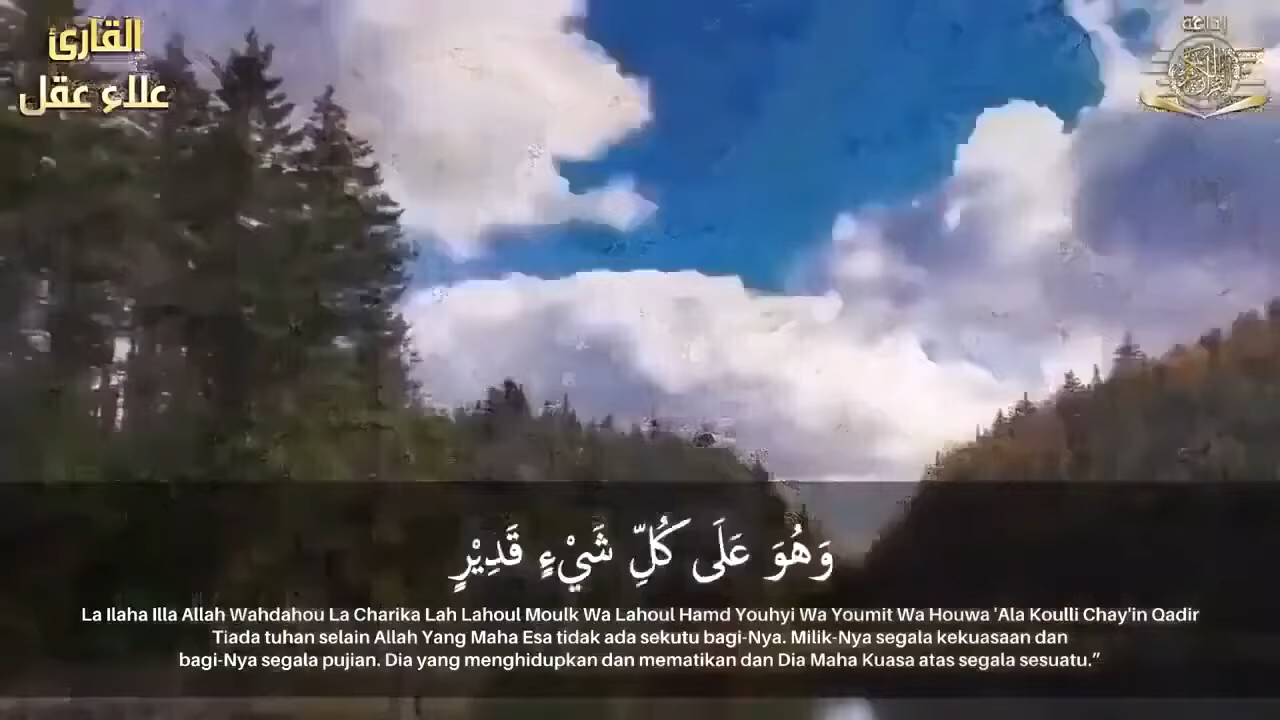 القارئ
علاء عقل
إذاعة
القرآن الكريم
وَهُوَ عَلَى كُلِّ شَيْءٍ قَدِيْرٍ
La Ilaha Illa Allah Wahdahou La Charika Lah Lahoul Moulk Wa Lahoul Hamd Youhyi Wa Youmit Wa Houwa 'Ala Koulli Chay'in Qadir
Tiada tuhan selain Allah Yang Maha Esa tidak ada sekutu bagi-Nya. Milik-Nya segala kekuasaan dan
bagi-Nya segala pujian. Dia yang menghidupkan dan mematikan dan Dia Maha Kuasa atas segala sesuatu.”